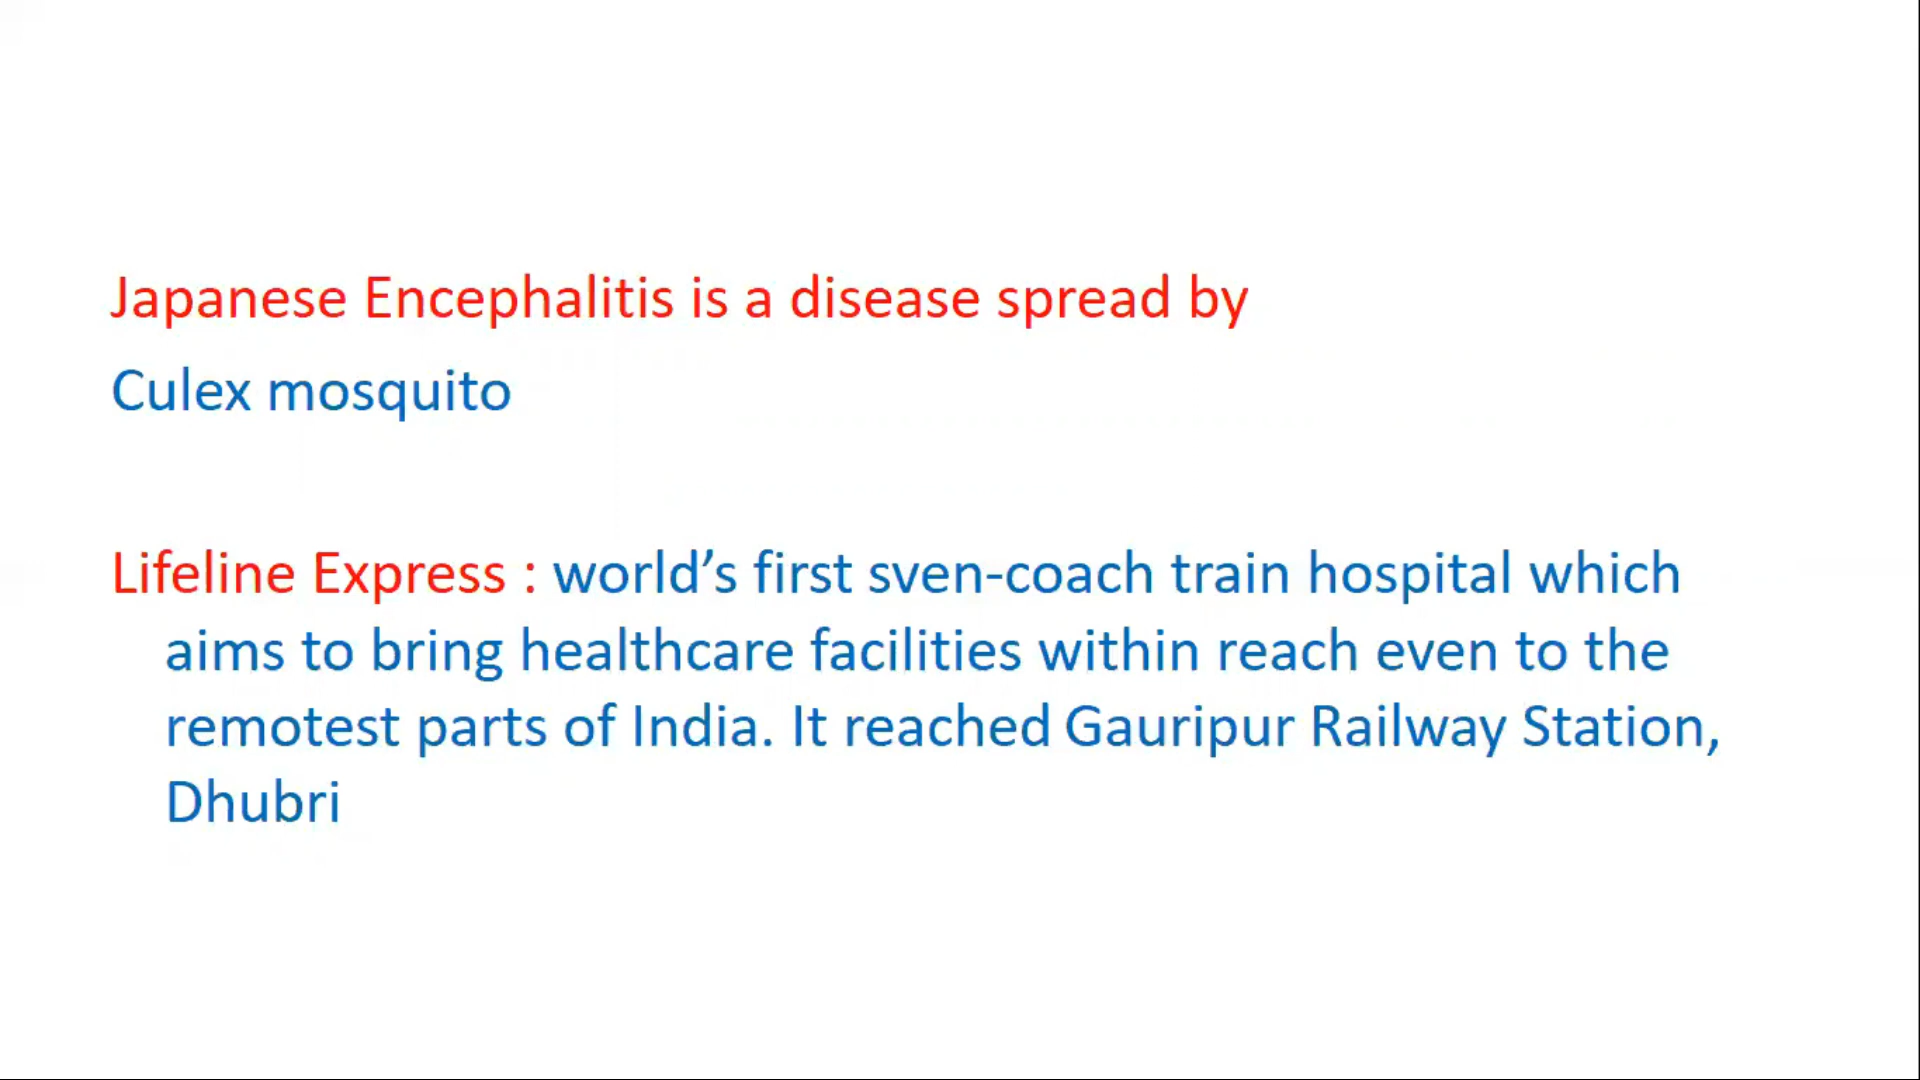 Japanese Encephalitis is a disease spread by
Culex mosquito
Lifeline Express : world’s first sven-coach train hospital which
aims to bring healthcare facilities within reach even to the
remotest parts of India. It reached Gauripur Railway Station,
Dhubri